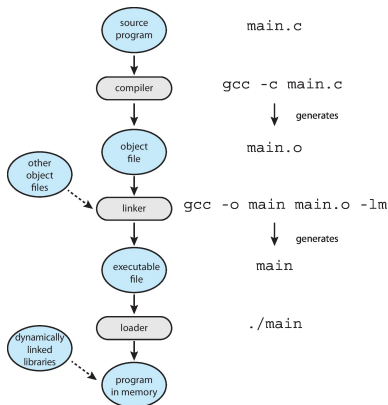 source
program
main.c
compiler
gcc -c main.c
generates
object
file
main.o
other
object
files
linker
gcc -o main main.o -lm
generates
executable
file
main
loader
./main
dynamically
linked
libraries
program
in memory